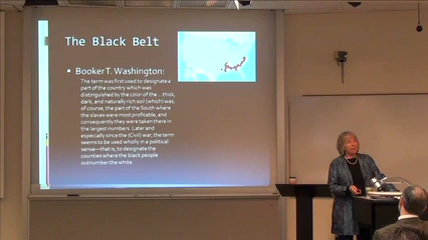 The Black Belt
Booker T. Washington:
The term was first used to designate a
part of the country which was
distinguished by the color of the ...thick,
dark, and naturally rich soil (which) was,
of course, the part of the South where
the slaves were most profitable, and
consequently they were taken there in
the largest numbers. Later and
especially since the (Civil) war, the term
seems to be used wholly in a political
sense—that is, to designate the
counties where the black people
outnumber the white.